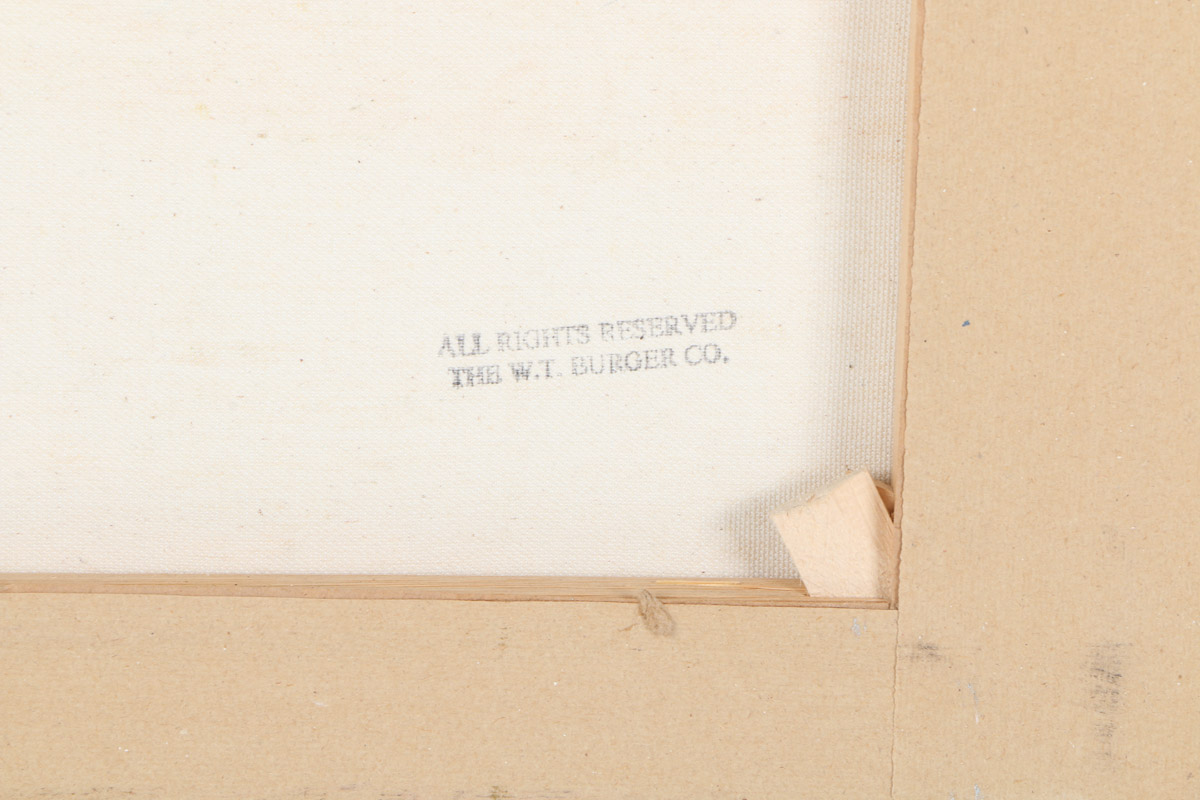 ALL RIGHTS RESERVED
THE W.T. BURGER CO.